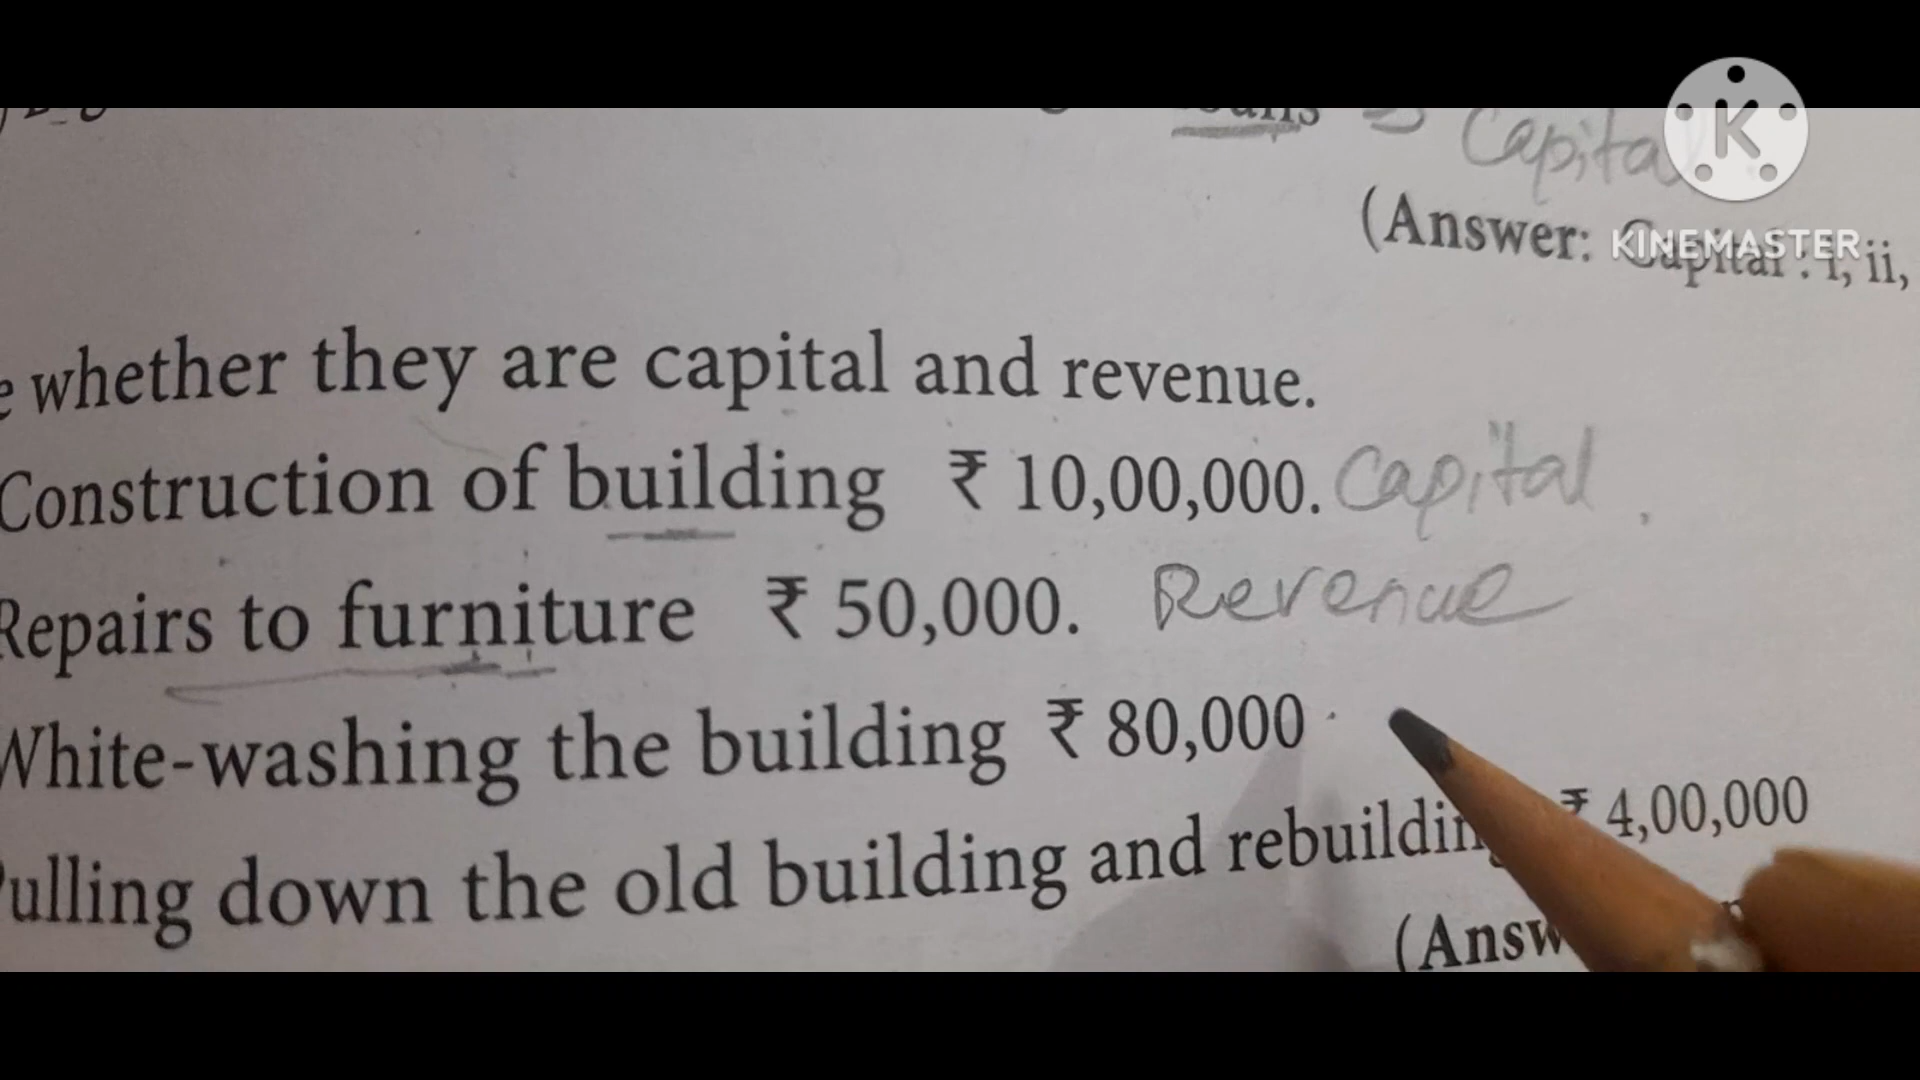 Capital
(Answer: Capital : i, ii,
KINEMASTER
whether they are capital and revenue.
Construction of building ₹ 10,00,000. Capital
Repairs to furniture ₹ 50,000. Revenue
White-washing the building ₹ 80,000
ulling down the old building and rebuildin ₹ 4,00,000
(Answ